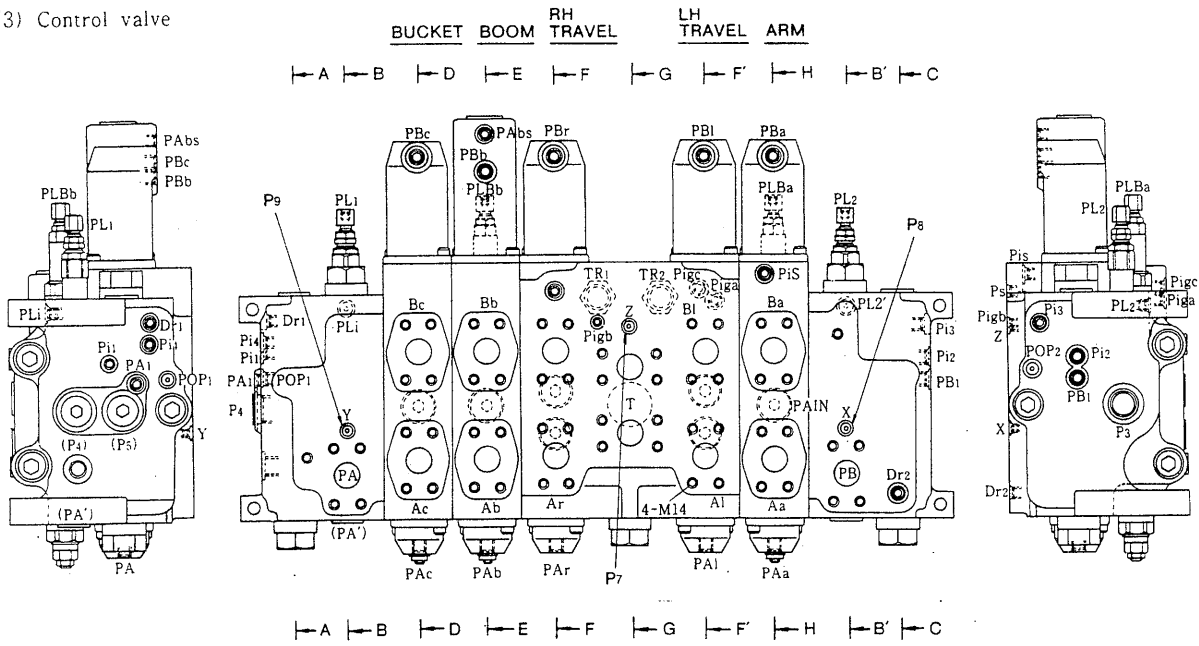 3) Control valve
BUCKET BOOM RH TRAVEL LH TRAVEL ARM
A B D E F G F' H B' C
PAbs
PBc
PBb
PLBb
PL1
PLi
Dr1
Pi4
Pi1
PA1
POP1
(P4) (P5)
Y
(PA')
PA
P9
PL1
PBc
PAbs
PBb
PLBb
PBr
PBl
PBa
PLBa
PL2
P8
Dr1
PLi
Pi4
Pi1
PA1
POP1
P4
Y
PA
(PA')
Bc
Bb
TR1
TR2
Pigc
Piga
PiS
Pigb
Z
Bl
Ba
PL2'
Pi3
Pi2
PB1
T
PAIN
X
PB
Dr2
Ac
Ab
Ar
4-M14
Al
Aa
PAc
PAb
PAr
P7
PAl
PAa
PLBa
PL2
Pis
Ps
Pigc
Piga
PL2
Pigb
Z
Pi3
POP2
Pi2
PB1
P3
X
Dr2
A B D E F G F' H B' C